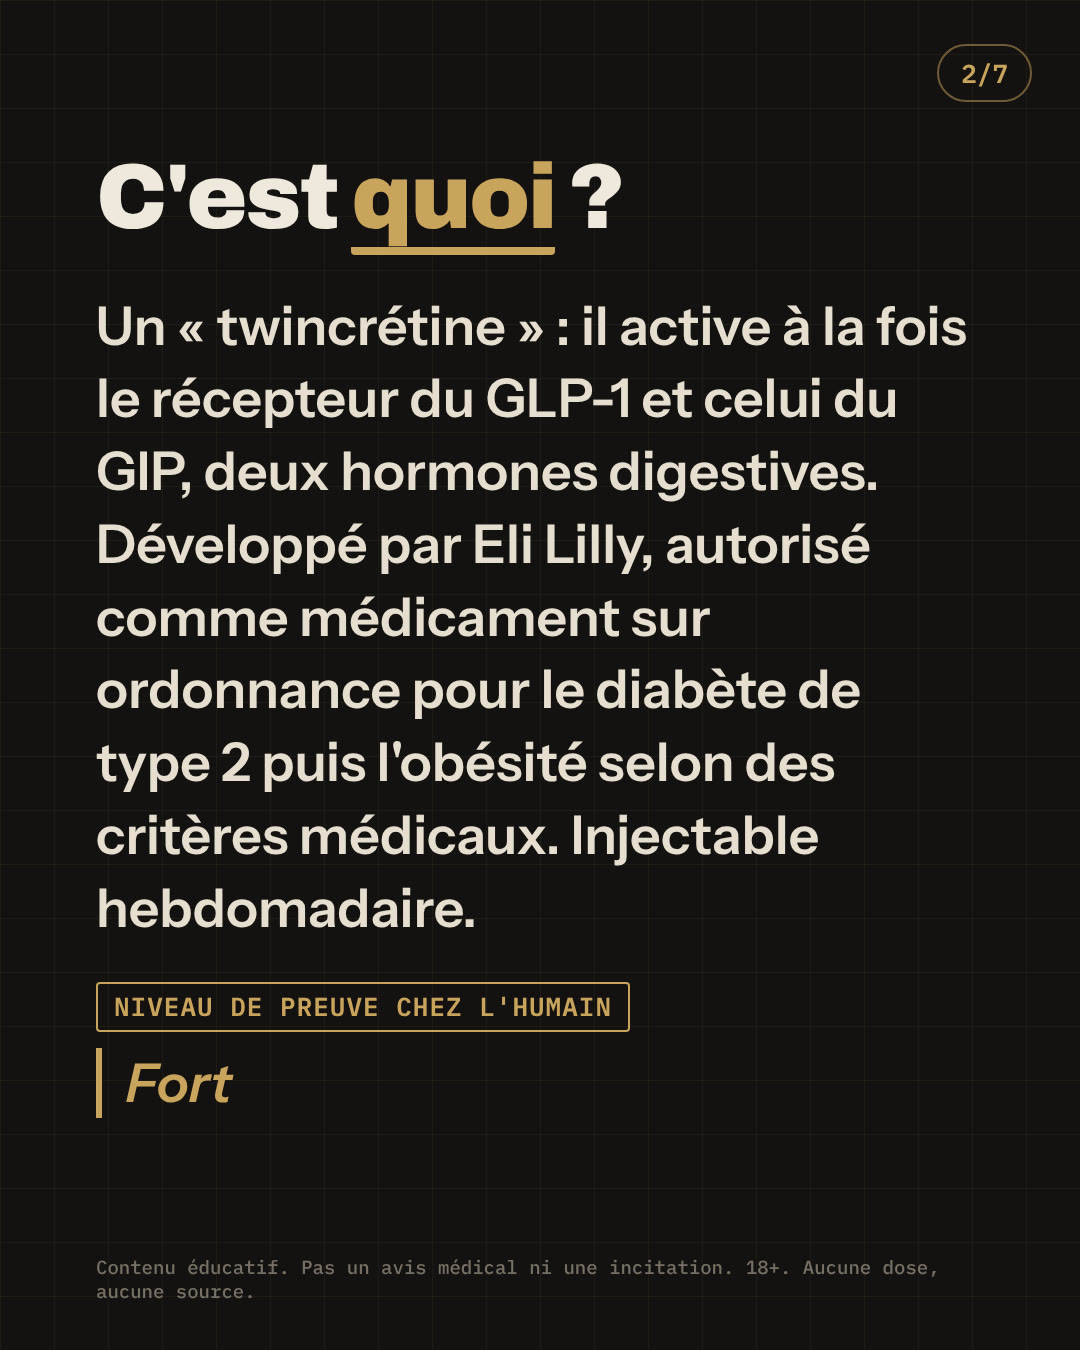 2/7
C'est quoi ?
Un « twincrétine » : il active à la fois
le récepteur du GLP-1 et celui du
GIP, deux hormones digestives.
Développé par Eli Lilly, autorisé
comme médicament sur
ordonnance pour le diabète de
type 2 puis l'obésité selon des
critères médicaux. Injectable
hebdomadaire.
NIVEAU DE PREUVE CHEZ L'HUMAIN
Fort
Contenu éducatif. Pas un avis médical ni une incitation. 18+. Aucune dose,
aucune source.